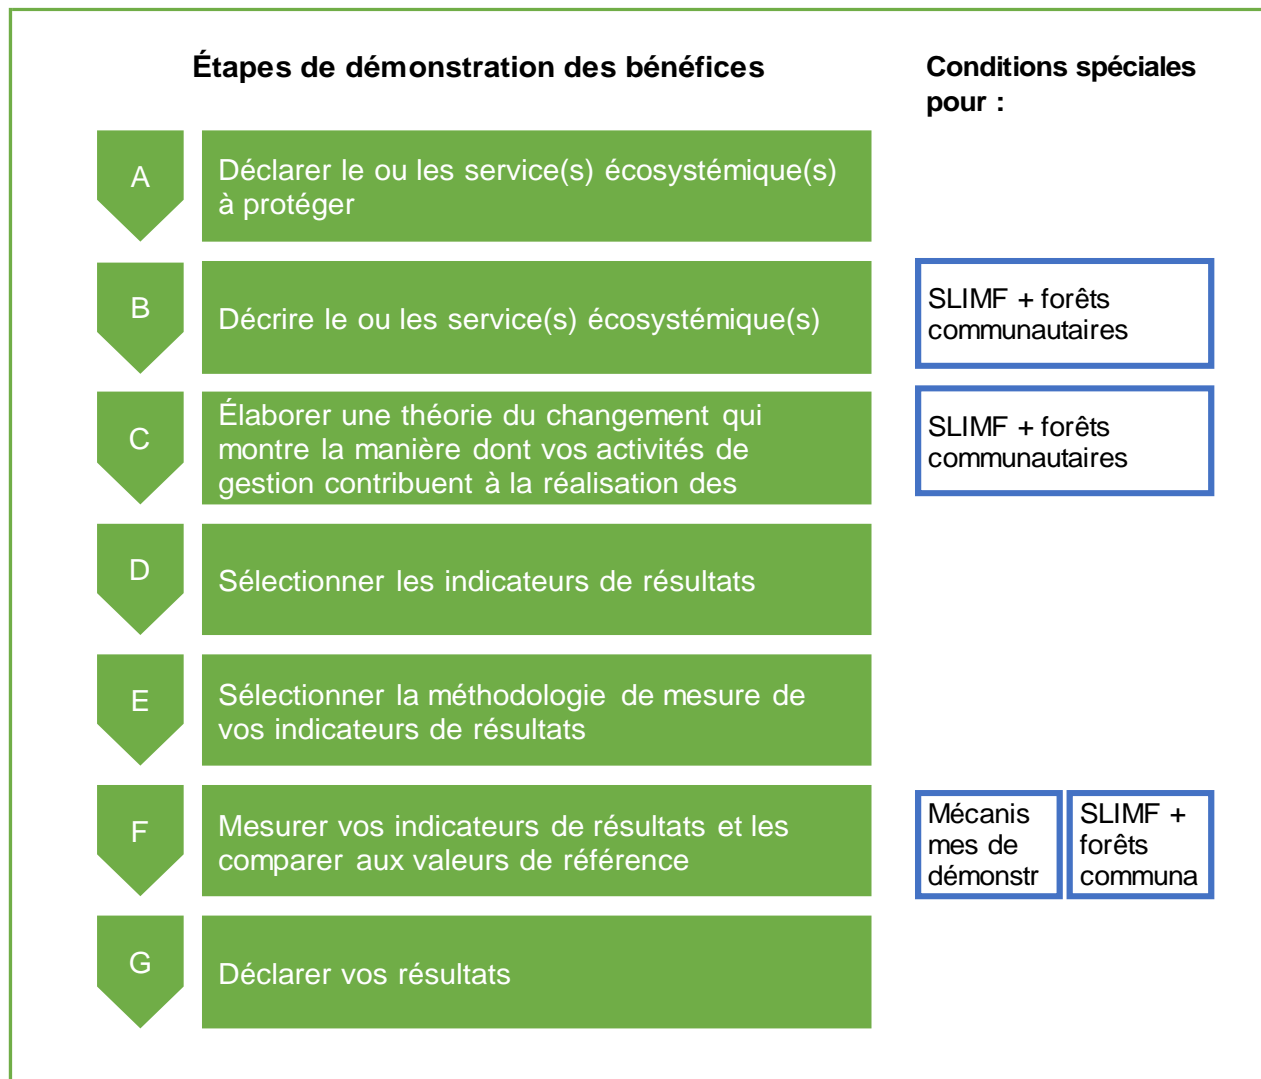 Étapes de démonstration des bénéfices
Conditions spéciales
pour :
A
Déclarer le ou les service(s) écosystémique(s)
à protéger
B
Décrire le ou les service(s) écosystémique(s)
SLIMF + forêts
communautaires
C
Élaborer une théorie du changement qui
montre la manière dont vos activités de
gestion contribuent à la réalisation des
SLIMF + forêts
communautaires
D
Sélectionner les indicateurs de résultats
E
Sélectionner la méthodologie de mesure de
vos indicateurs de résultats
F
Mesurer vos indicateurs de résultats et les
comparer aux valeurs de référence
Mécanis
mes de
démonstr
SLIMF +
forêts
communa
G
Déclarer vos résultats